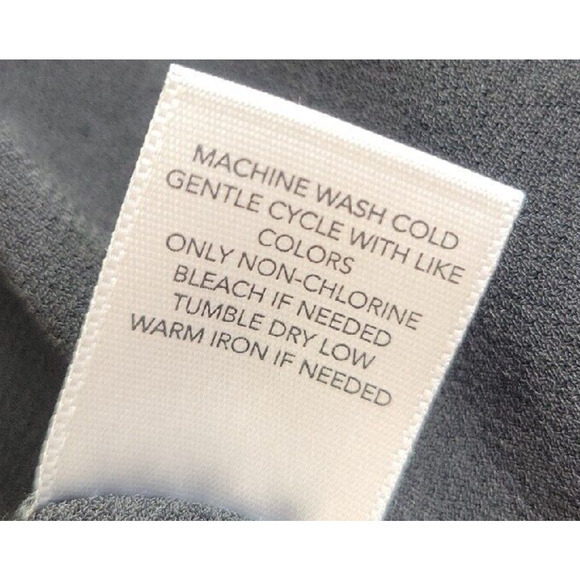 MACHINE WASH COLD
GENTLE CYCLE WITH LIKE
COLORS
ONLY NON-CHLORINE
BLEACH IF NEEDED
TUMBLE DRY LOW
WARM IRON IF NEEDED